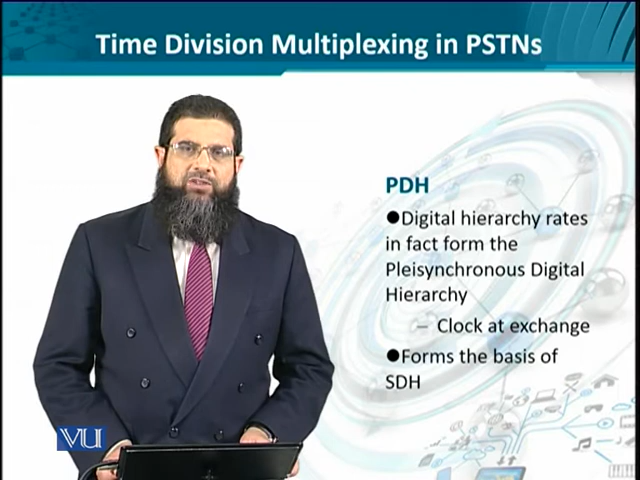 Time Division Multiplexing in PSTNs
PDH
●Digital hierarchy rates
in fact form the
Pleisynchronous Digital
Hierarchy
– Clock at exchange
●Forms the basis of
SDH
VU